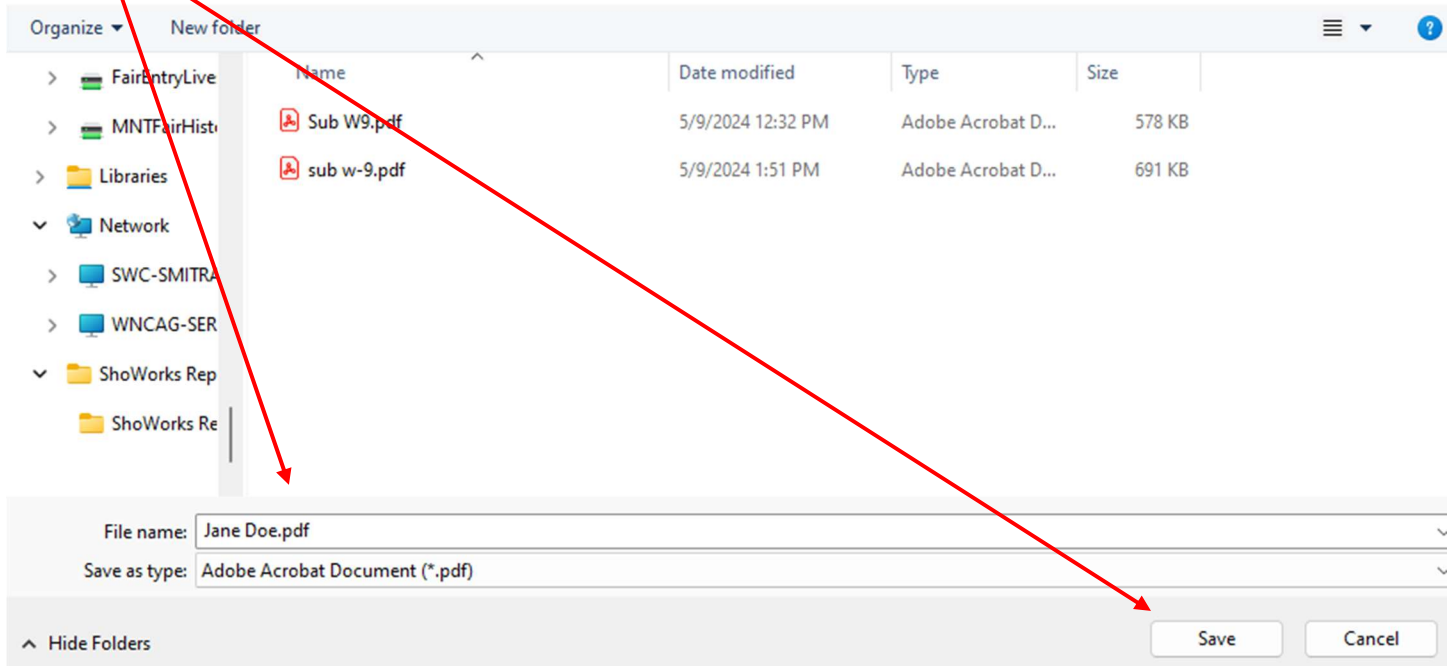 Organize New folder
?
Name Date modified Type Size
FairEntryLive
MNTFairHist
Libraries
Network
SWC-SMITRA
WNCAG-SER
ShoWorks Rep
ShoWorks Re
Sub W9.pdf 5/9/2024 12:32 PM Adobe Acrobat D... 578 KB
sub w-9.pdf 5/9/2024 1:51 PM Adobe Acrobat D... 691 KB
File name: Jane Doe.pdf
Save as type: Adobe Acrobat Document (*.pdf)
Hide Folders Save Cancel